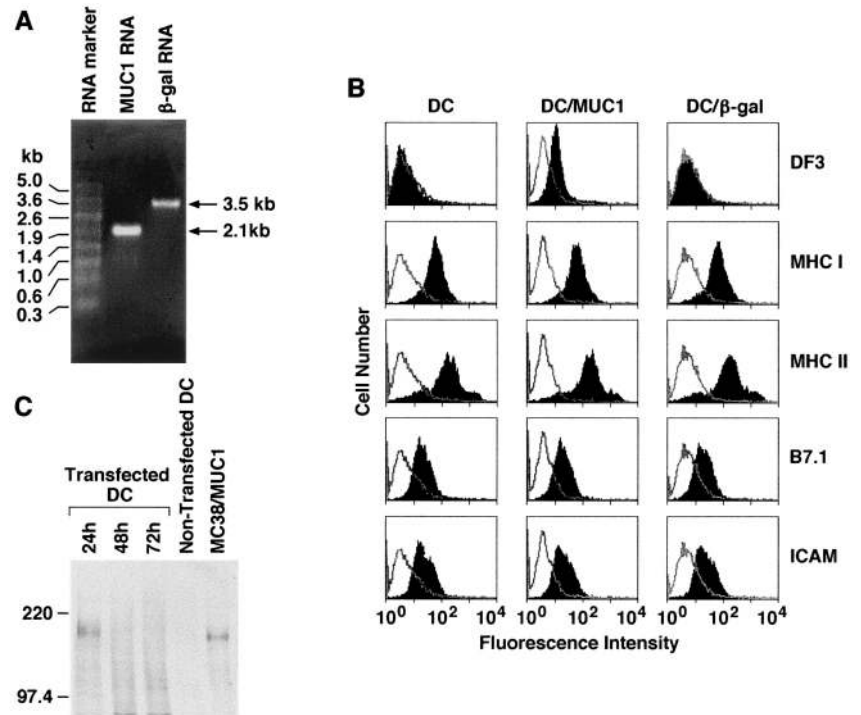 A
RNA marker
MUC1 RNA
β-gal RNA
kb
5.0
3.6
2.6
1.9
1.4
1.0
0.6
0.3
3.5 kb
2.1kb
B
DC
DC/MUC1
DC/β-gal
DF3
MHC I
MHC II
B7.1
ICAM
Cell Number
10⁰ 10² 10⁴
10⁰ 10² 10⁴
10⁰ 10² 10⁴
Fluorescence Intensity
C
Transfected
DC
24h
48h
72h
Non-Transfected DC
MC38/MUC1
220
97.4